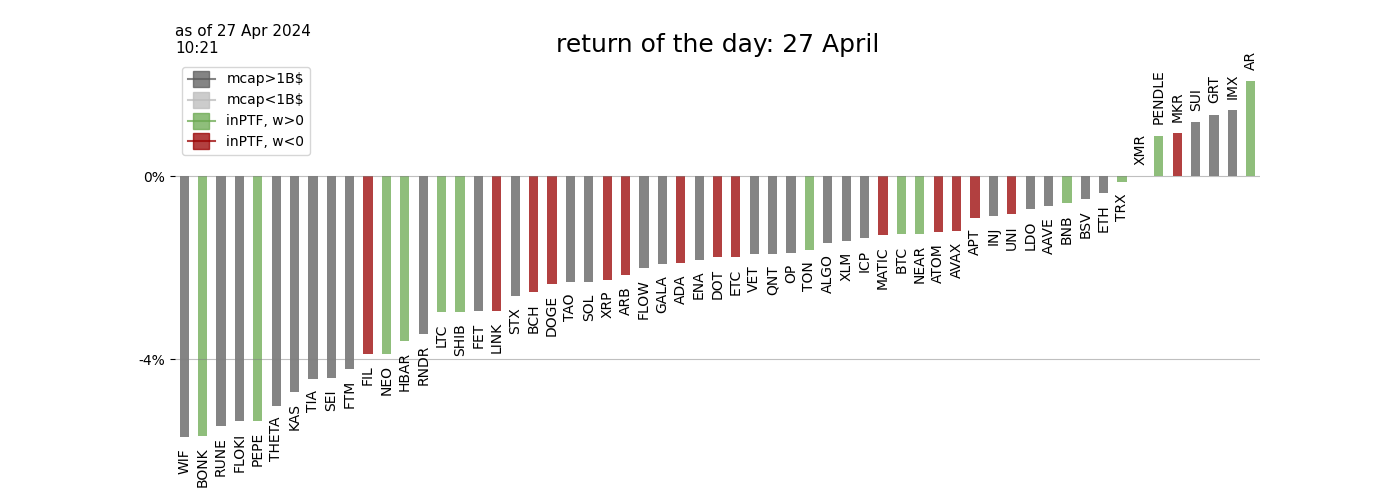 as of 27 Apr 2024
10:21
return of the day: 27 April
mcap>1B$
mcap<1B$
inPTF, w>0
inPTF, w<0
0%
-4%
WIF
BONK
RUNE
FLOKI
PEPE
THETA
KAS
TIA
SEI
FTM
FIL
NEO
HBAR
RNDR
LTC
SHIB
FET
LINK
STX
BCH
DOGE
TAO
SOL
XRP
ARB
FLOW
GALA
ADA
ENA
DOT
ETC
VET
QNT
OP
TON
ALGO
XLM
ICP
MATIC
BTC
NEAR
ATOM
AVAX
APT
INJ
UNI
LDO
AAVE
BNB
BSV
ETH
TRX
XMR
PENDLE
MKR
SUI
GRT
IMX
AR